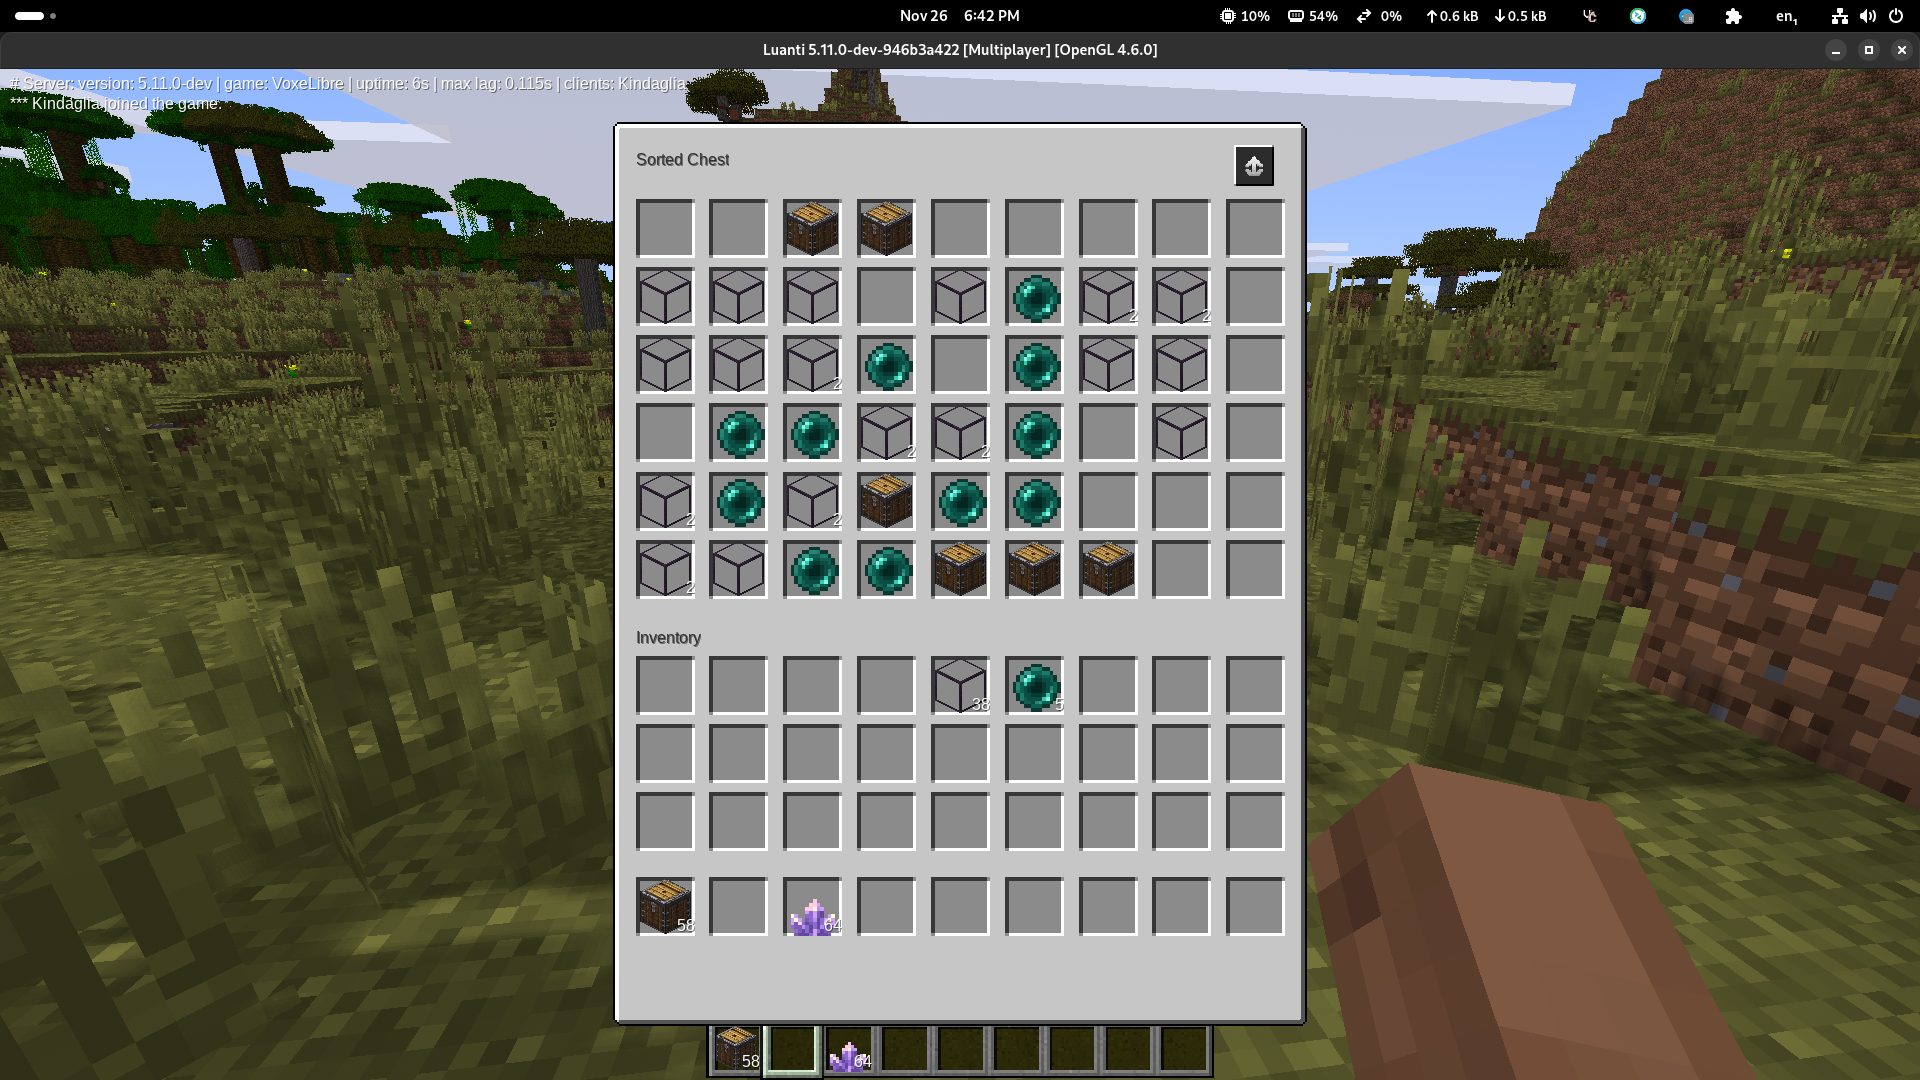 Nov 26 6:42 PM
10% 54% 0% 0.6 kB 0.5 kB en1
Luanti 5.11.0-dev-946b3a422 [Multiplayer] [OpenGL 4.6.0]
# Server: version: 5.11.0-dev | game: VoxeLibre | uptime: 6s | max lag: 0.115s | clients: Kindaglia
*** Kindaglia joined the game.
Sorted Chest
2 2
2
2 2
2 2
2
Inventory
38 5
58 64
58 64